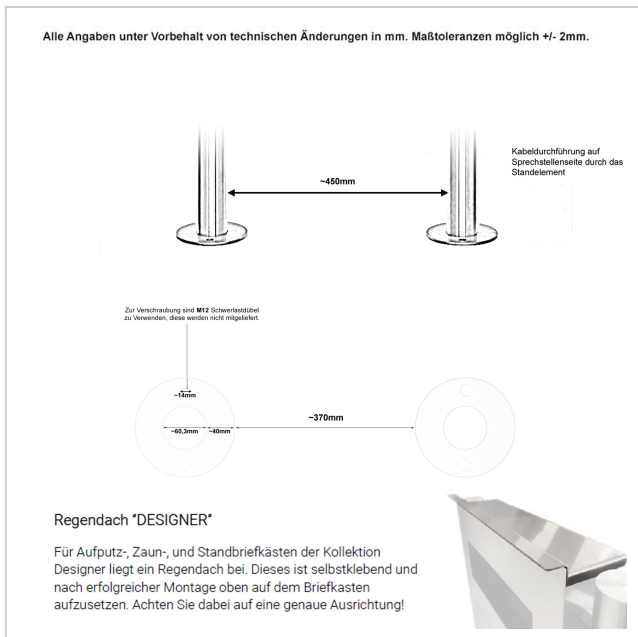 Alle Angaben unter Vorbehalt von technischen Änderungen in mm. Maßtoleranzen möglich +/- 2mm.
~450mm
Kabeldurchführung auf
Sprechstellenseite durch das
Standelement
Zur Verschraubung sind M12 Schwerlastdübel
zu Verwenden, diese werden nicht mitgeliefert.
~14mm
~370mm
~60,3mm
~40mm
Regendach "DESIGNER"
Für Aufputz-, Zaun-, und Standbriefkästen der Kollektion
Designer liegt ein Regendach bei. Dieses ist selbstklebend und
nach erfolgreicher Montage oben auf dem Briefkasten
aufzusetzen. Achten Sie dabei auf eine genaue Ausrichtung!